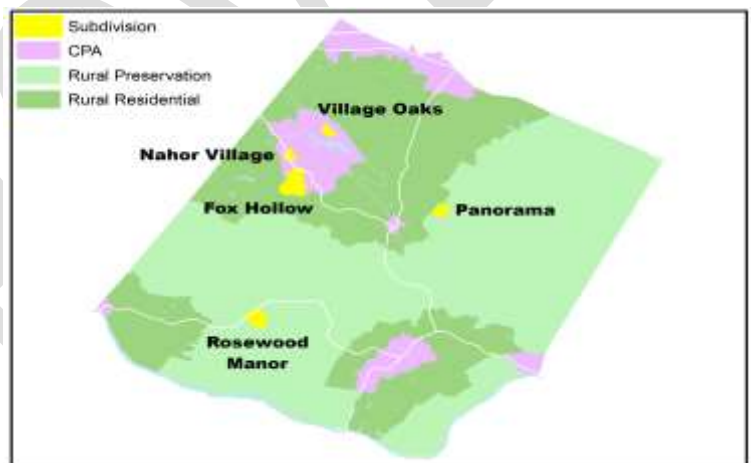 Subdivision
CPA
Rural Preservation
Rural Residential
Village Oaks
Nahor Village
Fox Hollow
Panorama
Rosewood
Manor